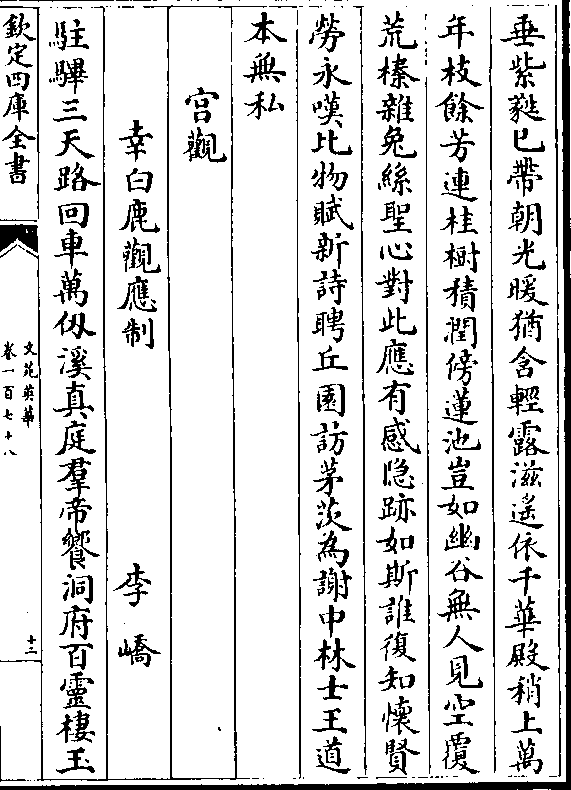 垂紫蕤已帶朝光暖猶含輕露滋遙依千華殿稍上萬
年枝餘芳連桂樹積潤傍蓮池豈如幽谷無人見空覆
荒榛雜兔絲聖心對此應有感隐跡如斯誰復知懷賢
勞永嘆比物賦新詩聘丘園訪茅茨為謝中林士王道
本無私
宫觀
幸白鹿觀應制 李嶠
駐驆三天路回車萬仭溪真庭羣帝饗洞府百靈棲玉
欽定四庫全書
文苑英華
卷一百七十八
十三